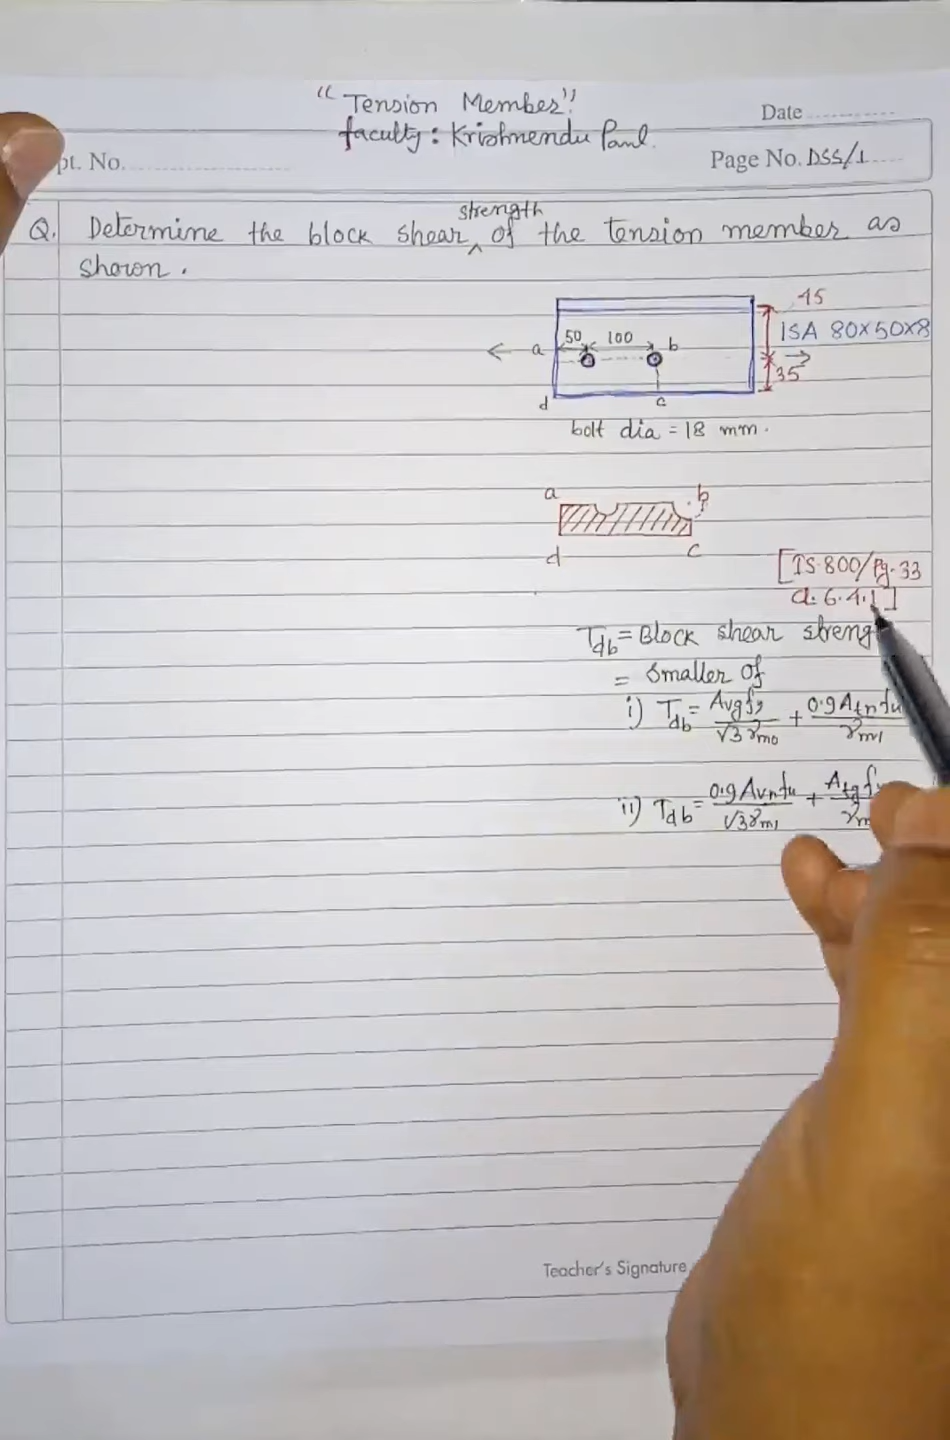 "Tension Member"
Date
faculty: Krishnendu Paul.
pt. No.
Page No. DSS/1
strength
Q. Determine the block shear ^ of the tension member as
shown.
45
50 100
ISA 80×50×8
a b
35
d c
bolt dia = 18 mm.
a b
d c
[IS-800/Pg-33
Cl. 6.4.1]
Tdb = Block shear streng
= smaller of
i) Tdb = Avg fy / √3 γm0 + 0.9 Atn fu / γm1
ii) Tdb = 0.9 Avn fu / √3 γm1 + Atg f / γm
Teacher's Signature